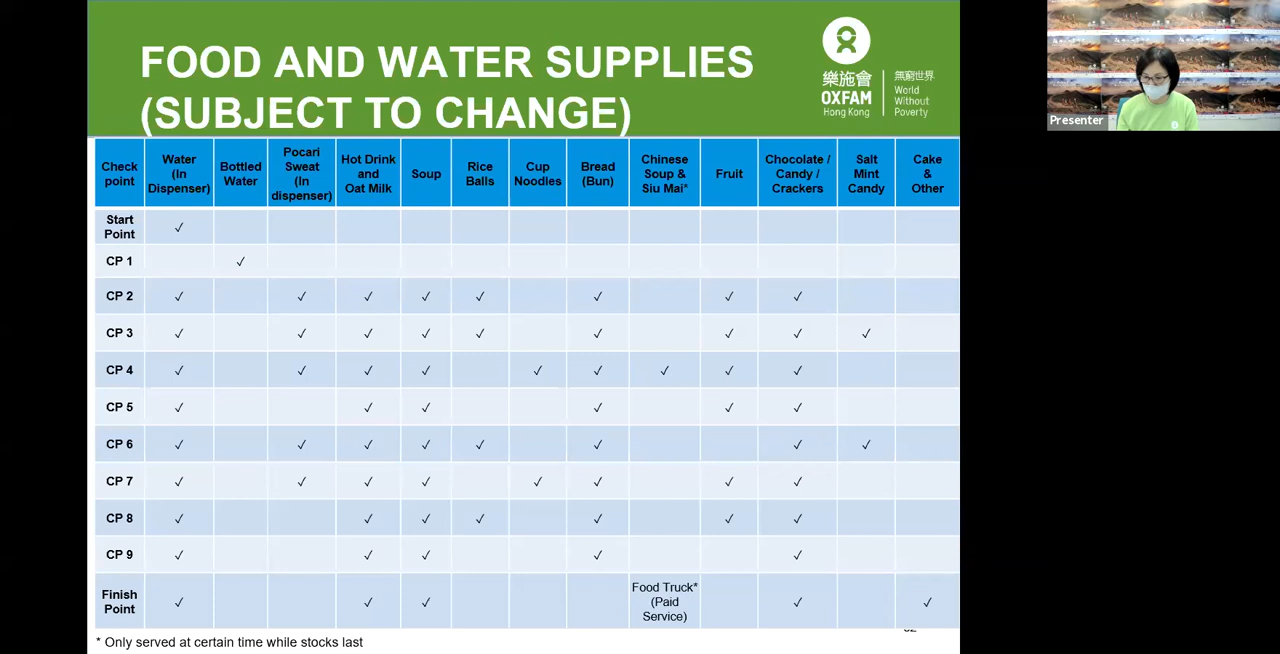 FOOD AND WATER SUPPLIES
(SUBJECT TO CHANGE)
樂施會
OXFAM
Hong Kong
無窮世界
World
Without
Poverty
Presenter
Check
point
Water
(In
Dispenser)
Bottled
Water
Pocari
Sweat
(In
dispenser)
Hot Drink
and
Oat Milk
Soup
Rice
Balls
Cup
Noodles
Bread
(Bun)
Chinese
Soup &
Siu Mai*
Fruit
Chocolate /
Candy /
Crackers
Salt
Mint
Candy
Cake
&
Other
Start
Point ✓
CP 1 ✓
CP 2 ✓ ✓ ✓ ✓ ✓ ✓ ✓ ✓
CP 3 ✓ ✓ ✓ ✓ ✓ ✓ ✓ ✓ ✓
CP 4 ✓ ✓ ✓ ✓ ✓ ✓ ✓ ✓ ✓
CP 5 ✓ ✓ ✓ ✓ ✓ ✓
CP 6 ✓ ✓ ✓ ✓ ✓ ✓ ✓ ✓
CP 7 ✓ ✓ ✓ ✓ ✓ ✓ ✓ ✓
CP 8 ✓ ✓ ✓ ✓ ✓ ✓ ✓
CP 9 ✓ ✓ ✓ ✓ ✓
Finish
Point ✓ ✓ ✓
Food Truck*
(Paid
Service)
✓ ✓
* Only served at certain time while stocks last